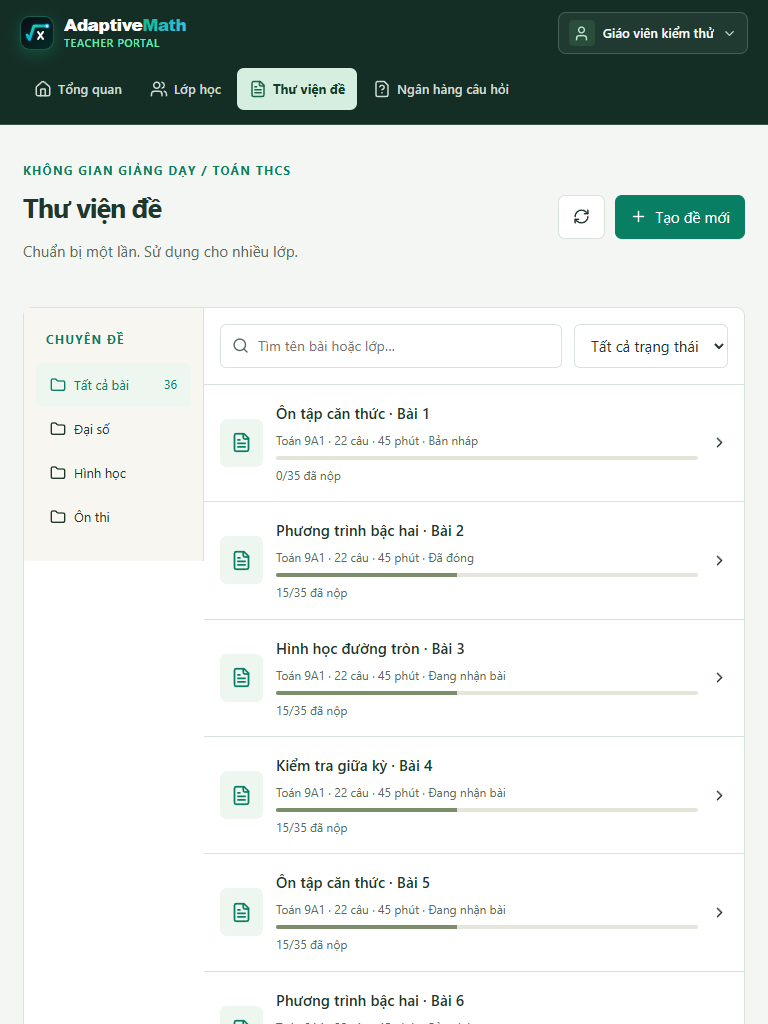 AdaptiveMath
TEACHER PORTAL
Giáo viên kiểm thử
Tổng quan
Lớp học
Thư viện đề
Ngân hàng câu hỏi
KHÔNG GIAN GIẢNG DẠY / TOÁN THCS
Thư viện đề
Chuẩn bị một lần. Sử dụng cho nhiều lớp.
Tạo đề mới
CHUYÊN ĐỀ
Tất cả bài 36
Đại số
Hình học
Ôn thi
Tìm tên bài hoặc lớp...
Tất cả trạng thái
Ôn tập căn thức · Bài 1
Toán 9A1 · 22 câu · 45 phút · Bản nháp
0/35 đã nộp
Phương trình bậc hai · Bài 2
Toán 9A1 · 22 câu · 45 phút · Đã đóng
15/35 đã nộp
Hình học đường tròn · Bài 3
Toán 9A1 · 22 câu · 45 phút · Đang nhận bài
15/35 đã nộp
Kiểm tra giữa kỳ · Bài 4
Toán 9A1 · 22 câu · 45 phút · Đang nhận bài
15/35 đã nộp
Ôn tập căn thức · Bài 5
Toán 9A1 · 22 câu · 45 phút · Đang nhận bài
15/35 đã nộp
Phương trình bậc hai · Bài 6